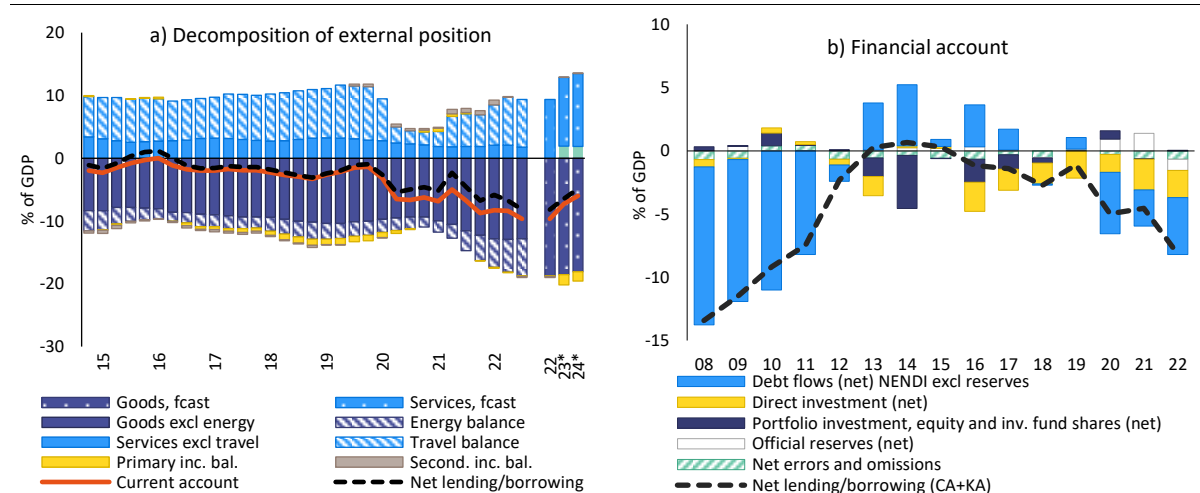 a) Decomposition of external position
% of GDP
20
10
0
-10
-20
-30
15
16
17
18
19
20
21
22
22
23*
24*
Goods, fcast
Services, fcast
Goods excl energy
Energy balance
Services excl travel
Travel balance
Primary inc. bal.
Second. inc. bal.
Current account
Net lending/borrowing
b) Financial account
% of GDP
10
5
0
-5
-10
-15
08 09 10 11 12 13 14 15 16 17 18 19 20 21 22
Debt flows (net) NENDI excl reserves
Direct investment (net)
Portfolio investment, equity and inv. fund shares (net)
Official reserves (net)
Net errors and omissions
Net lending/borrowing (CA+KA)